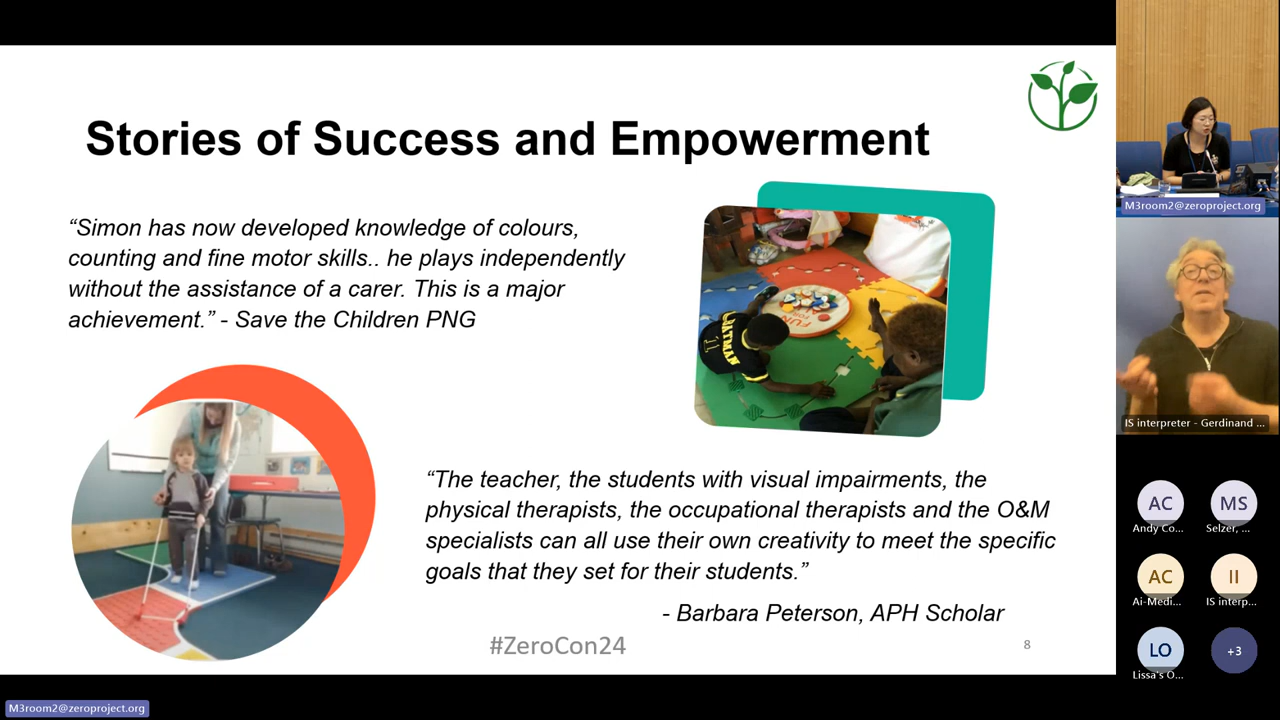 Stories of Success and Empowerment
“Simon has now developed knowledge of colours,
counting and fine motor skills.. he plays independently
without the assistance of a carer. This is a major
achievement.” - Save the Children PNG
BATMAN
FUN
FOR
“The teacher, the students with visual impairments, the
physical therapists, the occupational therapists and the O&M
specialists can all use their own creativity to meet the specific
goals that they set for their students.”
- Barbara Peterson, APH Scholar
#ZeroCon24
8
M3room2@zeroproject.org
IS interpreter - Gerdinand ...
AC
Andy Co...
MS
Selzer, ...
AC
Ai-Medi...
II
IS interp...
LO
Lissa's O...
+3
M3room2@zeroproject.org